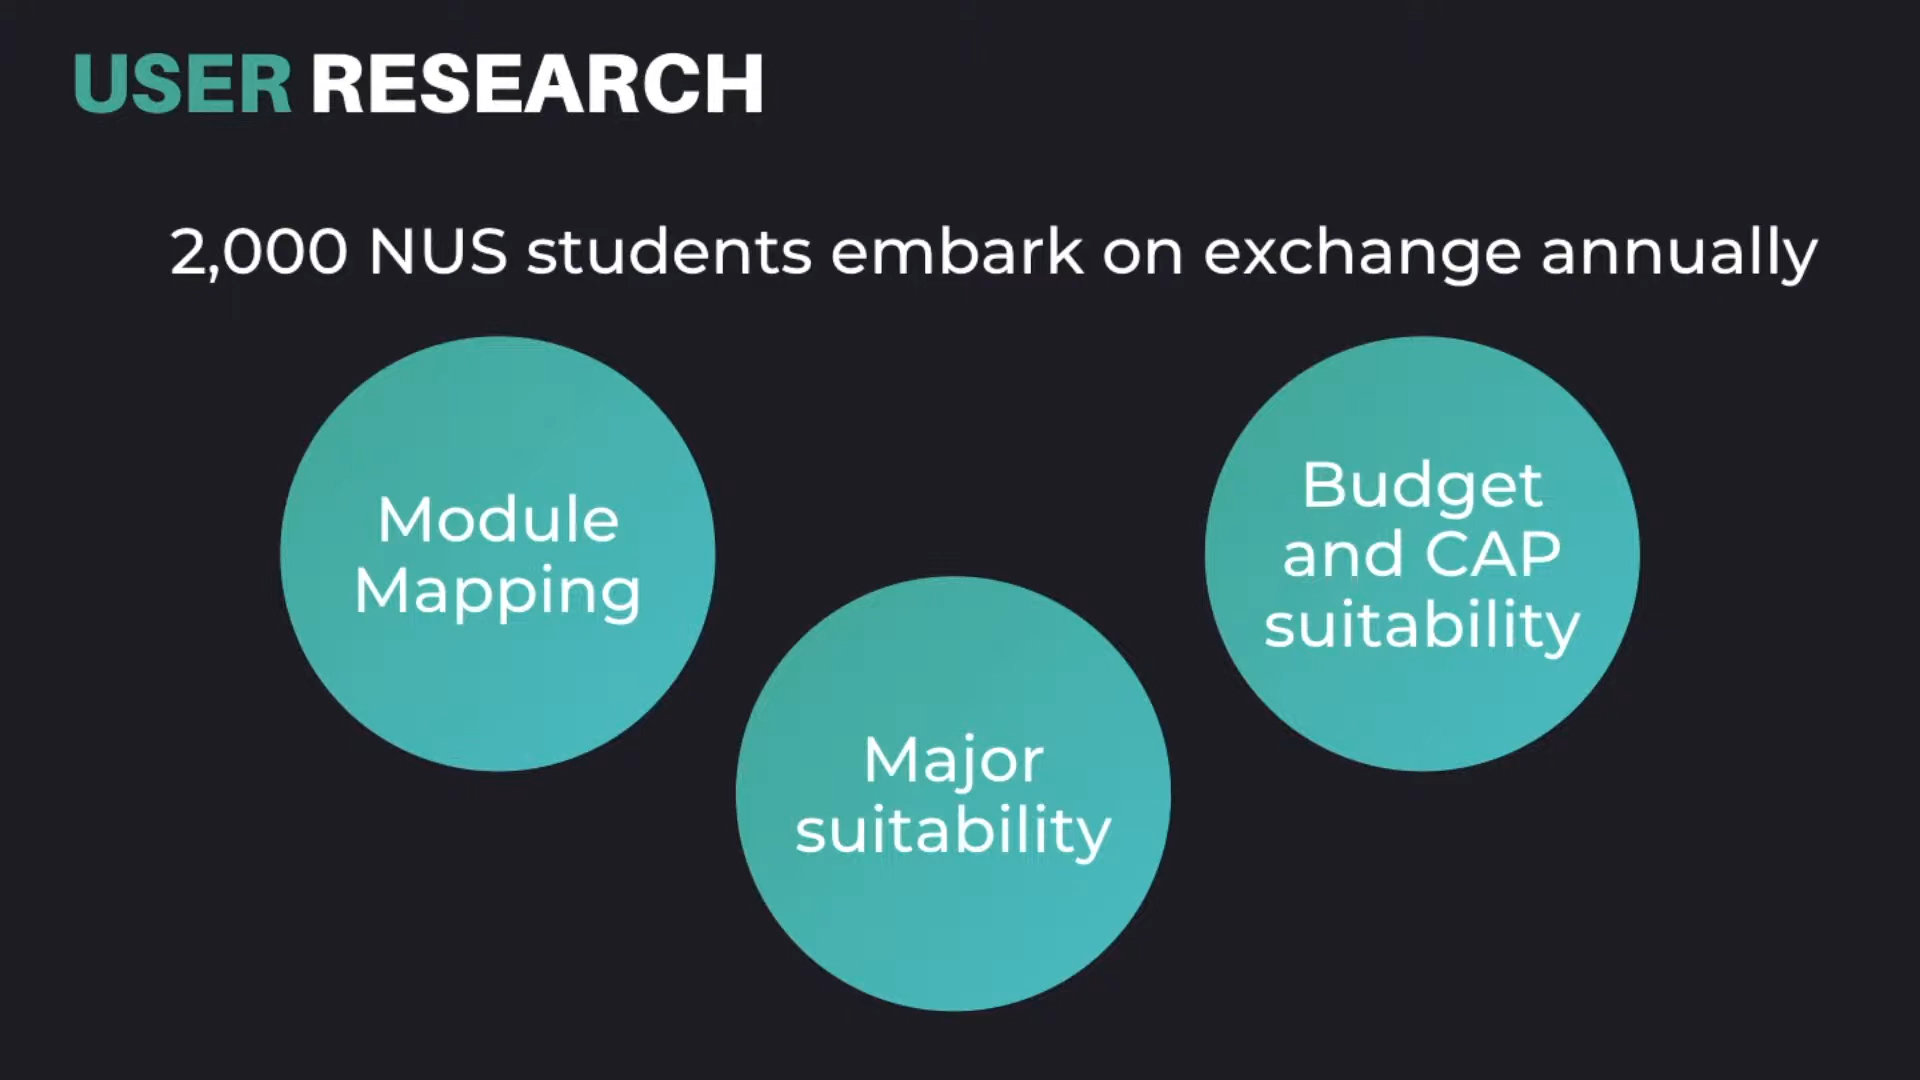 USER RESEARCH
2,000 NUS students embark on exchange annually
Module
Mapping
Major
suitability
Budget
and CAP
suitability